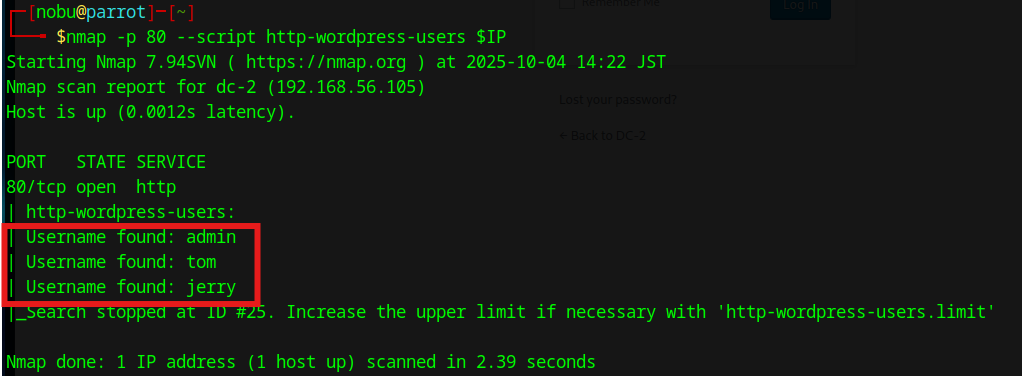 [nobu@parrot]-[~]
$nmap -p 80 --script http-wordpress-users $IP
Starting Nmap 7.94SVN ( https://nmap.org ) at 2025-10-04 14:22 JST
Nmap scan report for dc-2 (192.168.56.105)
Host is up (0.0012s latency).
PORT   STATE SERVICE
80/tcp open  http
| http-wordpress-users:
| Username found: admin
| Username found: tom
| Username found: jerry
|_Search stopped at ID #25. Increase the upper limit if necessary with 'http-wordpress-users.limit'
Nmap done: 1 IP address (1 host up) scanned in 2.39 seconds
Remember Me
Log In
Lost your password?
← Back to DC-2